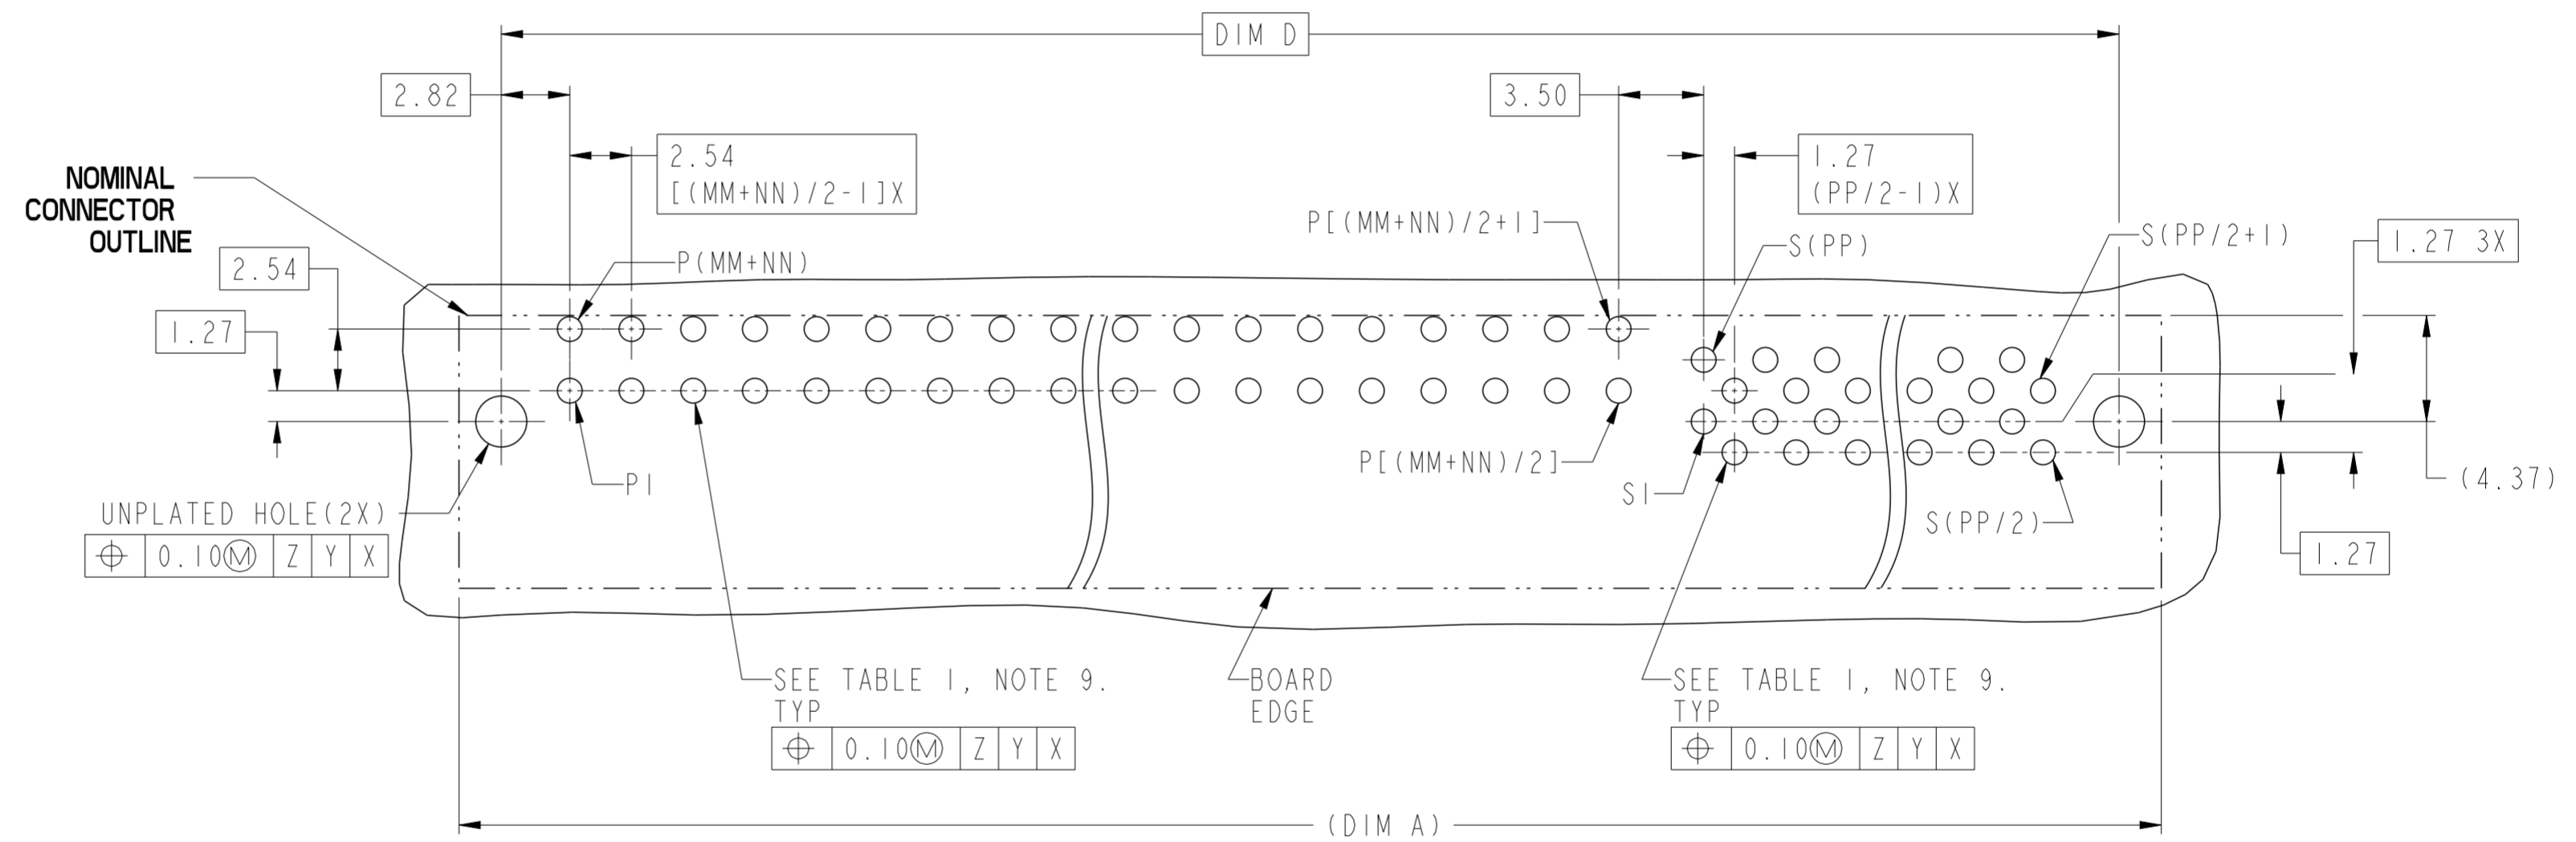 DIM D
2.82
3.50
2.54
[(MM+NN)/2-1]X
1.27
(PP/2-1)X
NOMINAL
CONNECTOR
OUTLINE
P[(MM+NN)/2+1]
S(PP)
S(PP/2+1)
1.27 3X
2.54
P(MM+NN)
1.27
P[(MM+NN)/2]
P1
S1
(4.37)
UNPLATED HOLE(2X)
⌖ 0.10Ⓜ Z Y X
S(PP/2)
1.27
SEE TABLE 1, NOTE 9.
TYP
⌖ 0.10Ⓜ Z Y X
BOARD
EDGE
SEE TABLE 1, NOTE 9.
TYP
⌖ 0.10Ⓜ Z Y X
(DIM A)